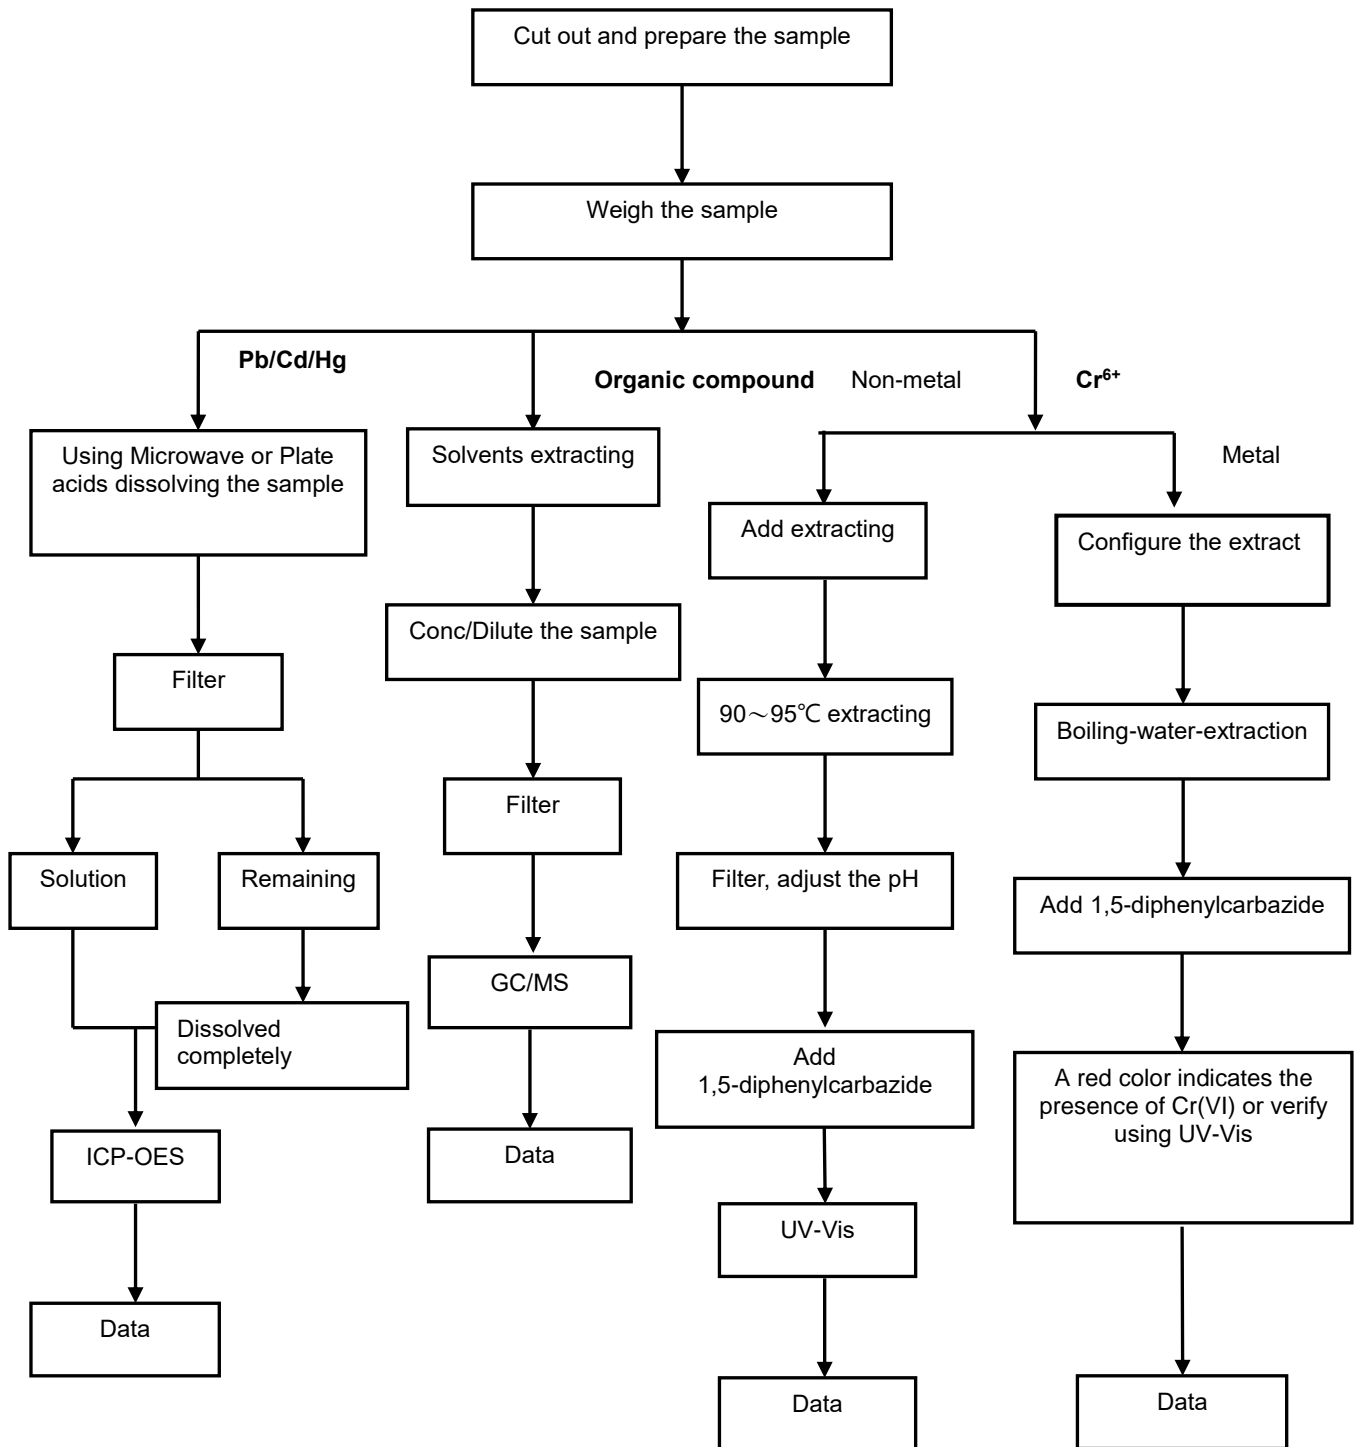 Cut out and prepare the sample
Weigh the sample
Pb/Cd/Hg
Organic compound
Non-metal
Cr⁶⁺
Metal
Using Microwave or Plate
acids dissolving the sample
Filter
Solution
Remaining
Dissolved
completely
ICP-OES
Data
Solvents extracting
Conc/Dilute the sample
Filter
GC/MS
Data
Add extracting
90～95℃ extracting
Filter, adjust the pH
Add
1,5-diphenylcarbazide
UV-Vis
Data
Configure the extract
Boiling-water-extraction
Add 1,5-diphenylcarbazide
A red color indicates the
presence of Cr(VI) or verify
using UV-Vis
Data